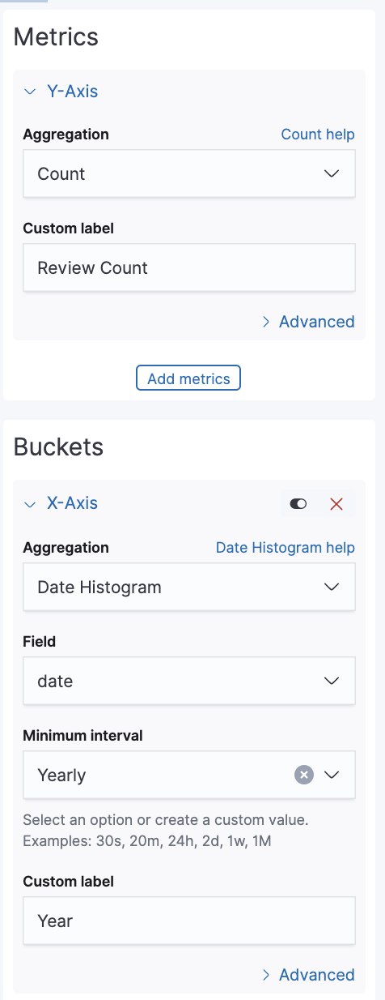 Metrics
Y-Axis
Aggregation Count help
Count
Custom label
Review Count
Advanced
Add metrics
Buckets
X-Axis
Aggregation Date Histogram help
Date Histogram
Field
date
Minimum interval
Yearly
Select an option or create a custom value.
Examples: 30s, 20m, 24h, 2d, 1w, 1M
Custom label
Year
Advanced